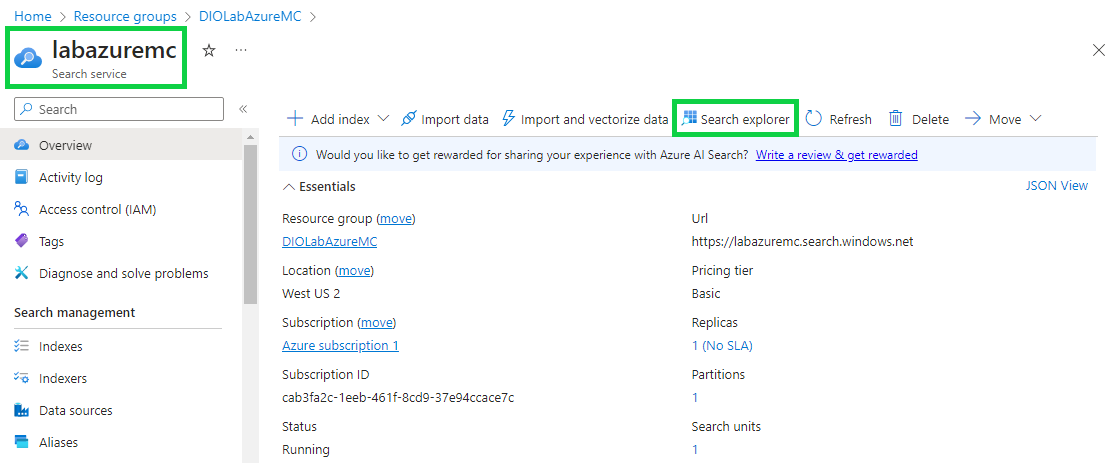 Home > Resource groups > DIOLabAzureMC >
labazuremc
Search service
Search
Overview
Activity log
Access control (IAM)
Tags
Diagnose and solve problems
Search management
Indexes
Indexers
Data sources
Aliases
Add index Import data Import and vectorize data Search explorer Refresh Delete Move
Would you like to get rewarded for sharing your experience with Azure AI Search? Write a review & get rewarded
Essentials
JSON View
Resource group (move)
DIOLabAzureMC
Location (move)
West US 2
Subscription (move)
Azure subscription 1
Subscription ID
cab3fa2c-1eeb-461f-8cd9-37e94ccace7c
Status
Running
Url
https://labazuremc.search.windows.net
Pricing tier
Basic
Replicas
1 (No SLA)
Partitions
1
Search units
1